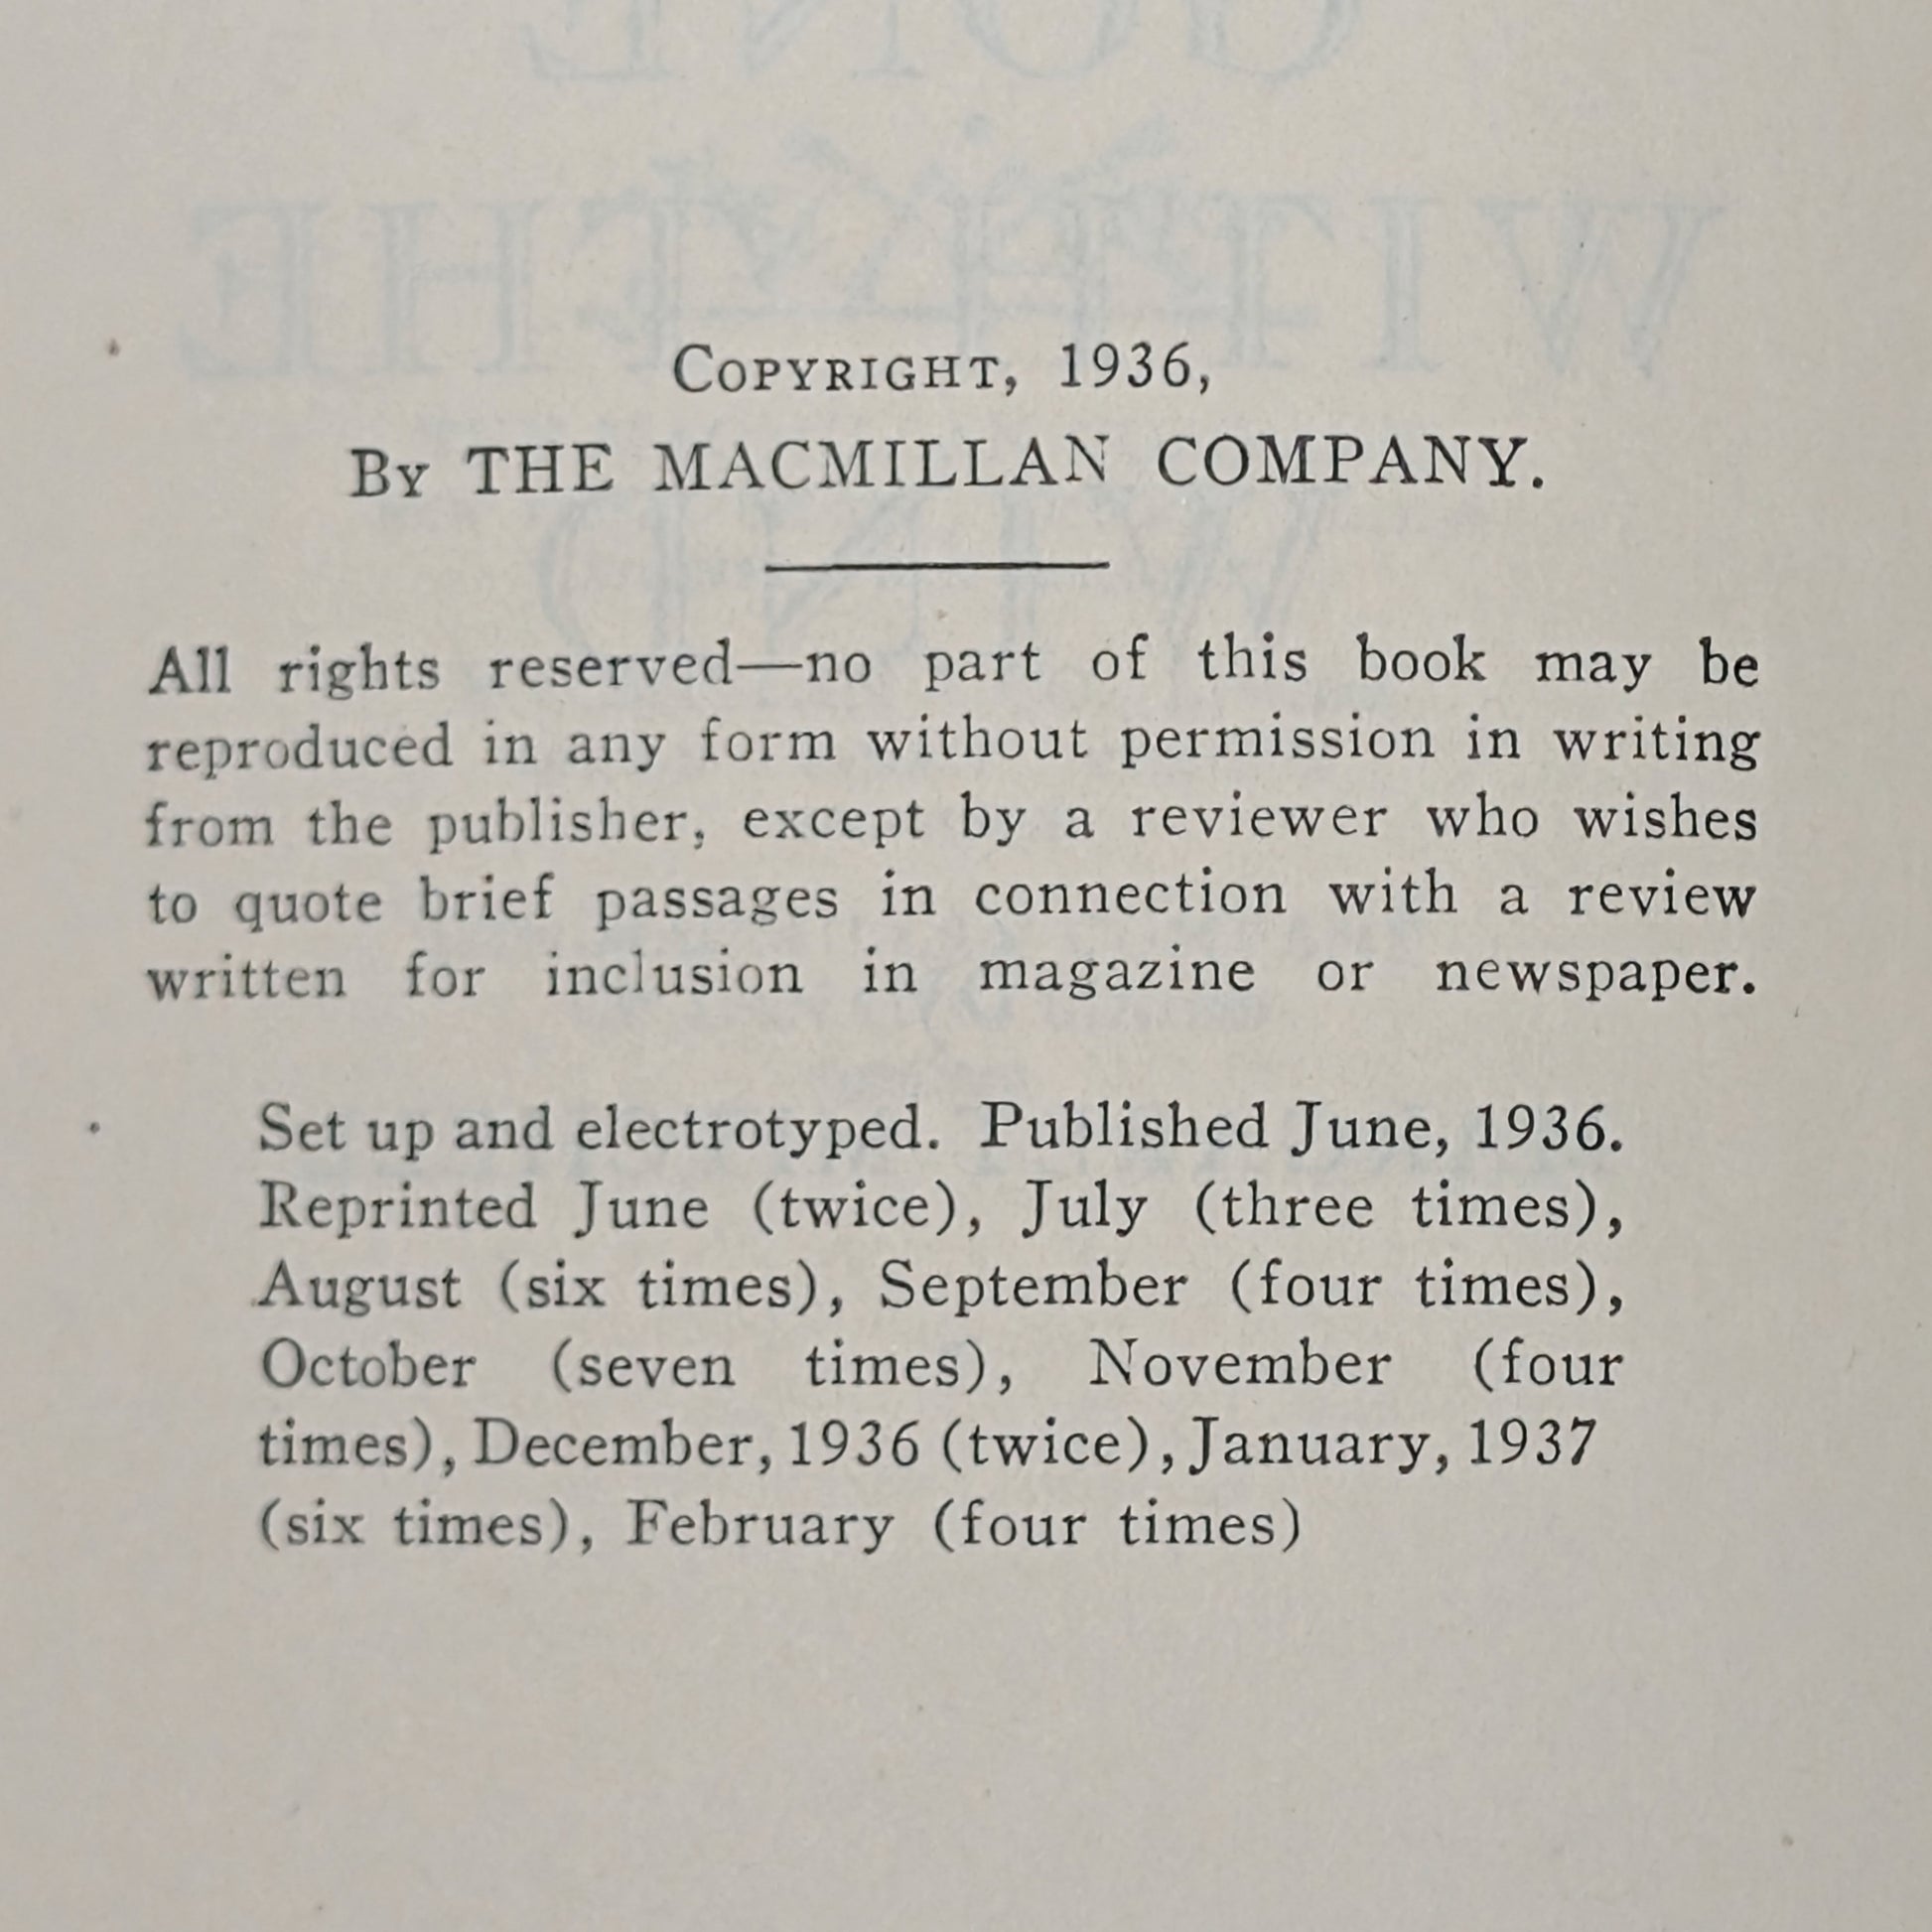 COPYRIGHT, 1936,
By THE MACMILLAN COMPANY.
All rights reserved—no part of this book may be
reproduced in any form without permission in writing
from the publisher, except by a reviewer who wishes
to quote brief passages in connection with a review
written for inclusion in magazine or newspaper.
Set up and electrotyped. Published June, 1936.
Reprinted June (twice), July (three times),
August (six times), September (four times),
October (seven times), November (four
times), December, 1936 (twice), January, 1937
(six times), February (four times)